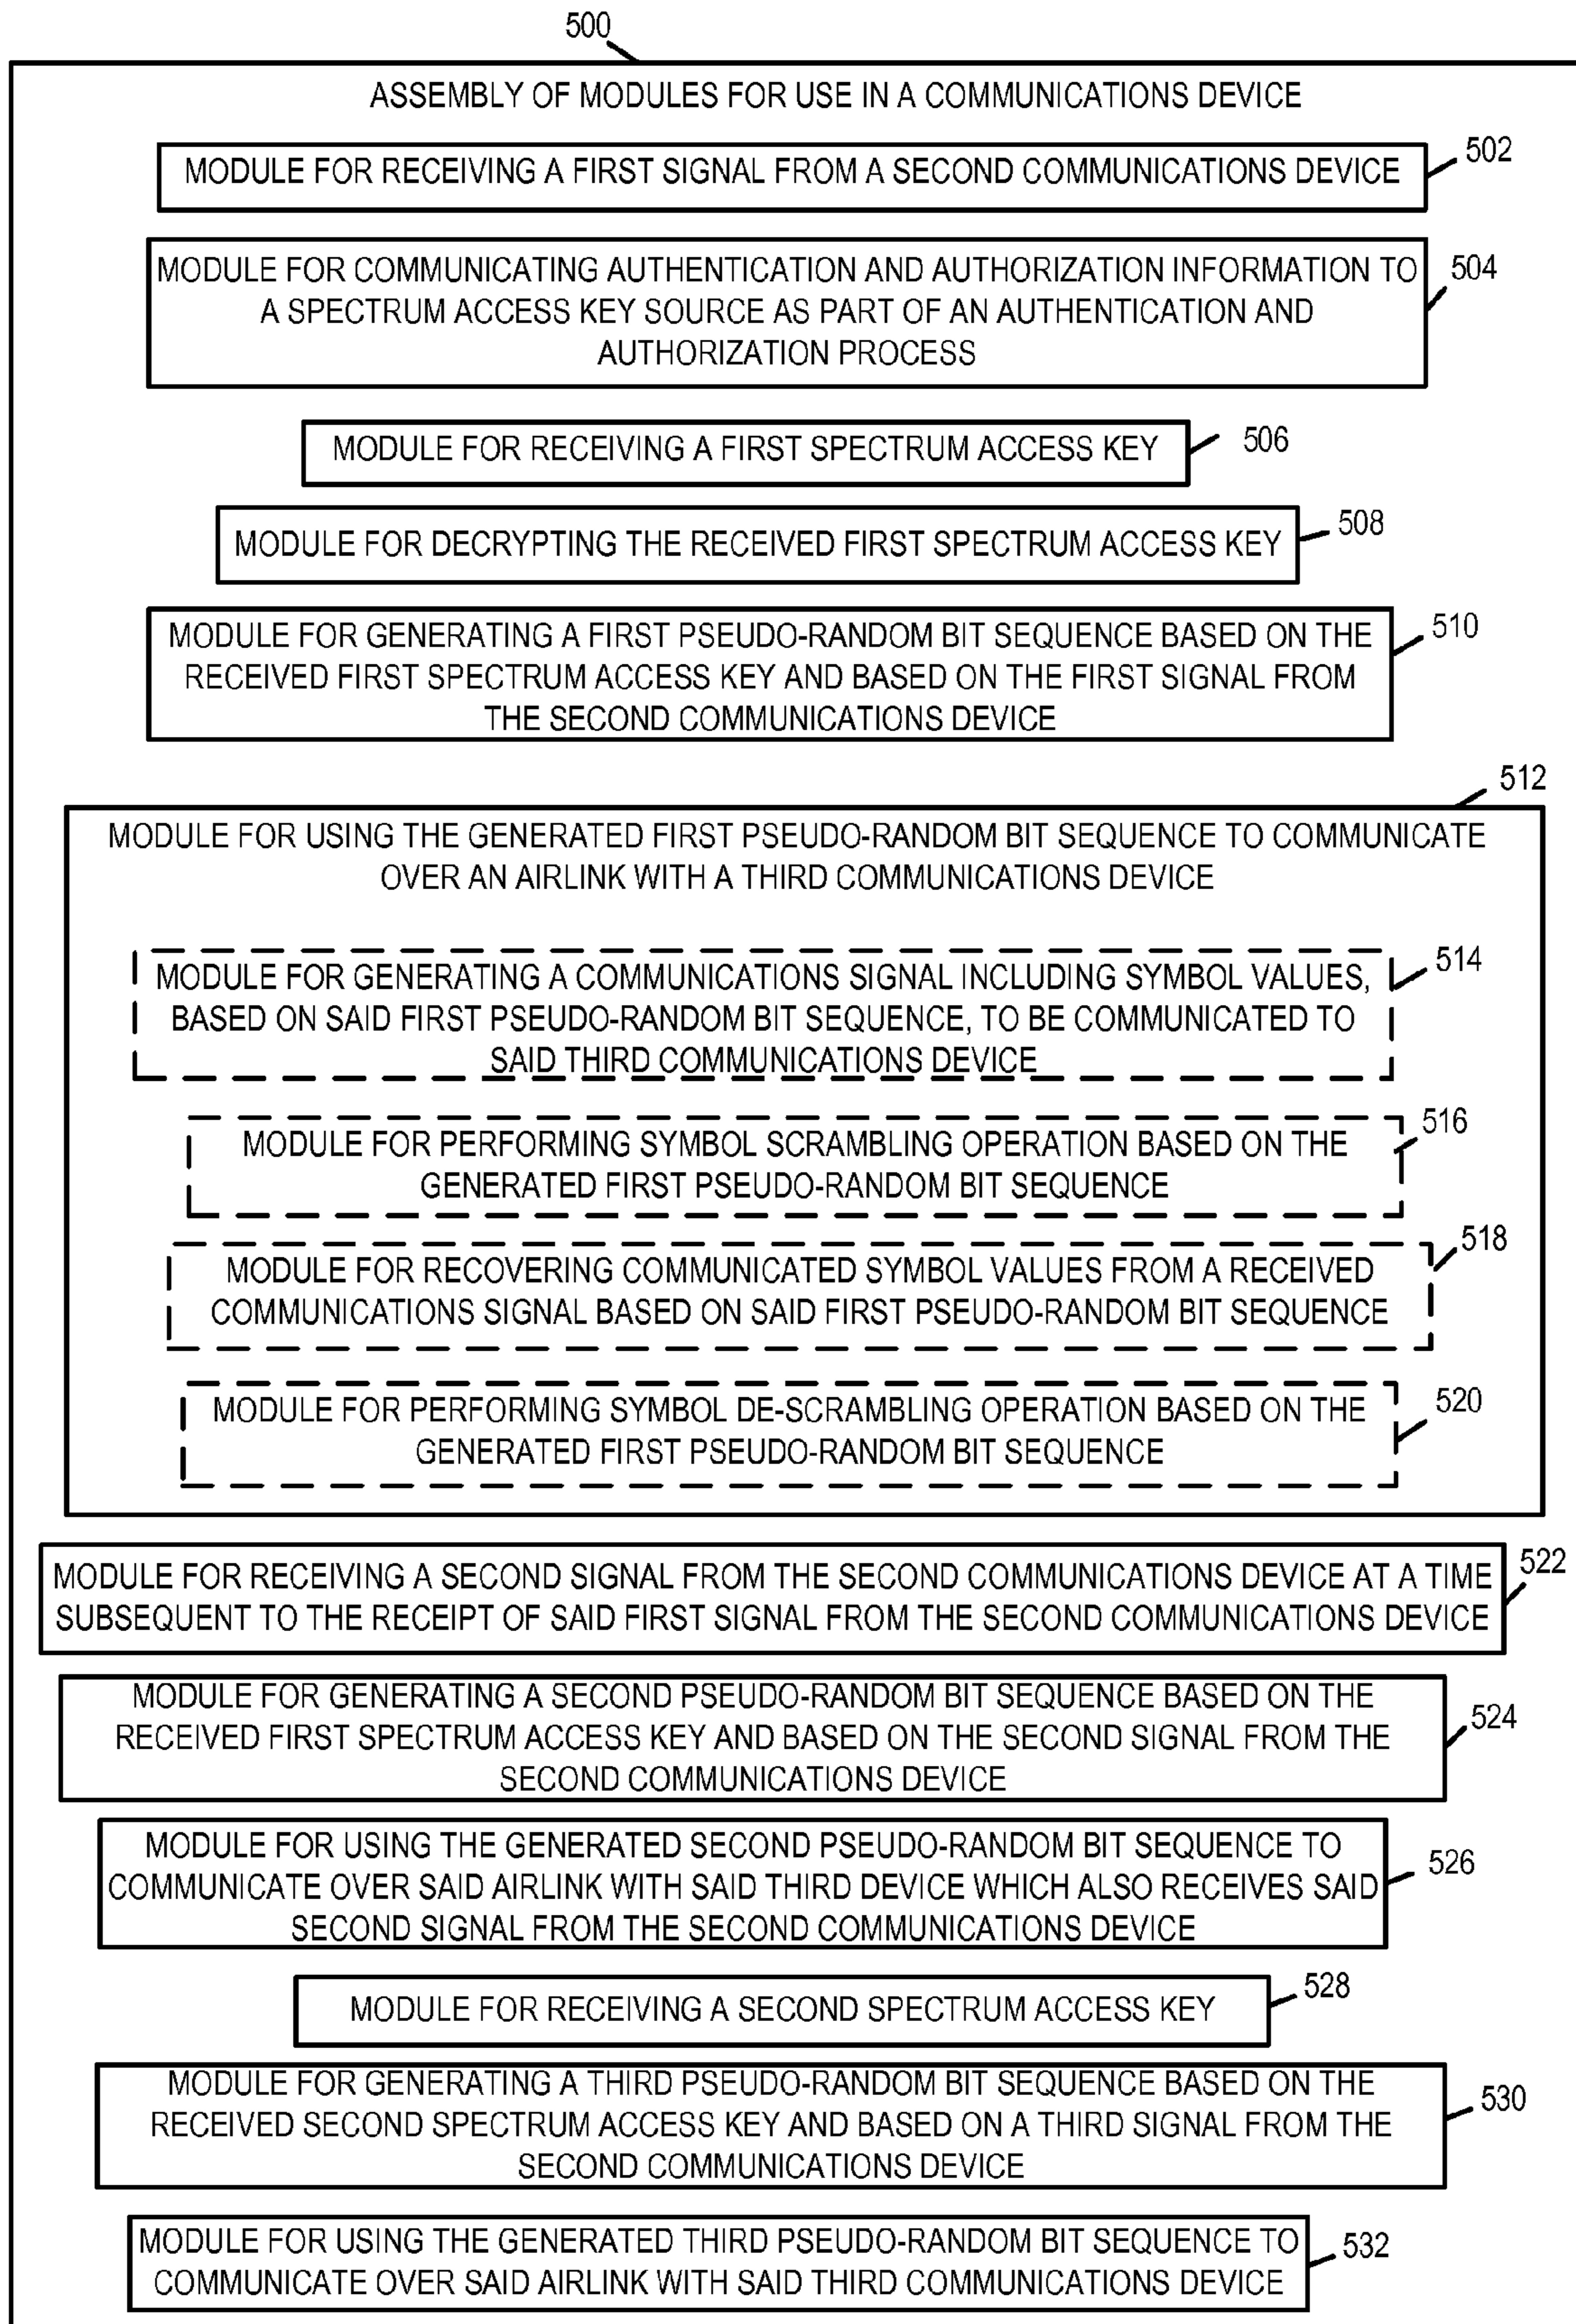 500
ASSEMBLY OF MODULES FOR USE IN A COMMUNICATIONS DEVICE
502
MODULE FOR RECEIVING A FIRST SIGNAL FROM A SECOND COMMUNICATIONS DEVICE
504
MODULE FOR COMMUNICATING AUTHENTICATION AND AUTHORIZATION INFORMATION TO
A SPECTRUM ACCESS KEY SOURCE AS PART OF AN AUTHENTICATION AND
AUTHORIZATION PROCESS
506
MODULE FOR RECEIVING A FIRST SPECTRUM ACCESS KEY
508
MODULE FOR DECRYPTING THE RECEIVED FIRST SPECTRUM ACCESS KEY
510
MODULE FOR GENERATING A FIRST PSEUDO-RANDOM BIT SEQUENCE BASED ON THE
RECEIVED FIRST SPECTRUM ACCESS KEY AND BASED ON THE FIRST SIGNAL FROM
THE SECOND COMMUNICATIONS DEVICE
512
MODULE FOR USING THE GENERATED FIRST PSEUDO-RANDOM BIT SEQUENCE TO COMMUNICATE
OVER AN AIRLINK WITH A THIRD COMMUNICATIONS DEVICE
514
MODULE FOR GENERATING A COMMUNICATIONS SIGNAL INCLUDING SYMBOL VALUES,
BASED ON SAID FIRST PSEUDO-RANDOM BIT SEQUENCE, TO BE COMMUNICATED TO
SAID THIRD COMMUNICATIONS DEVICE
516
MODULE FOR PERFORMING SYMBOL SCRAMBLING OPERATION BASED ON THE
GENERATED FIRST PSEUDO-RANDOM BIT SEQUENCE
518
MODULE FOR RECOVERING COMMUNICATED SYMBOL VALUES FROM A RECEIVED
COMMUNICATIONS SIGNAL BASED ON SAID FIRST PSEUDO-RANDOM BIT SEQUENCE
520
MODULE FOR PERFORMING SYMBOL DE-SCRAMBLING OPERATION BASED ON THE
GENERATED FIRST PSEUDO-RANDOM BIT SEQUENCE
522
MODULE FOR RECEIVING A SECOND SIGNAL FROM THE SECOND COMMUNICATIONS DEVICE AT A TIME
SUBSEQUENT TO THE RECEIPT OF SAID FIRST SIGNAL FROM THE SECOND COMMUNICATIONS DEVICE
524
MODULE FOR GENERATING A SECOND PSEUDO-RANDOM BIT SEQUENCE BASED ON THE
RECEIVED FIRST SPECTRUM ACCESS KEY AND BASED ON THE SECOND SIGNAL FROM THE
SECOND COMMUNICATIONS DEVICE
526
MODULE FOR USING THE GENERATED SECOND PSEUDO-RANDOM BIT SEQUENCE TO
COMMUNICATE OVER SAID AIRLINK WITH SAID THIRD DEVICE WHICH ALSO RECEIVES SAID
SECOND SIGNAL FROM THE SECOND COMMUNICATIONS DEVICE
528
MODULE FOR RECEIVING A SECOND SPECTRUM ACCESS KEY
530
MODULE FOR GENERATING A THIRD PSEUDO-RANDOM BIT SEQUENCE BASED ON THE
RECEIVED SECOND SPECTRUM ACCESS KEY AND BASED ON A THIRD SIGNAL FROM THE
SECOND COMMUNICATIONS DEVICE
532
MODULE FOR USING THE GENERATED THIRD PSEUDO-RANDOM BIT SEQUENCE TO
COMMUNICATE OVER SAID AIRLINK WITH SAID THIRD COMMUNICATIONS DEVICE